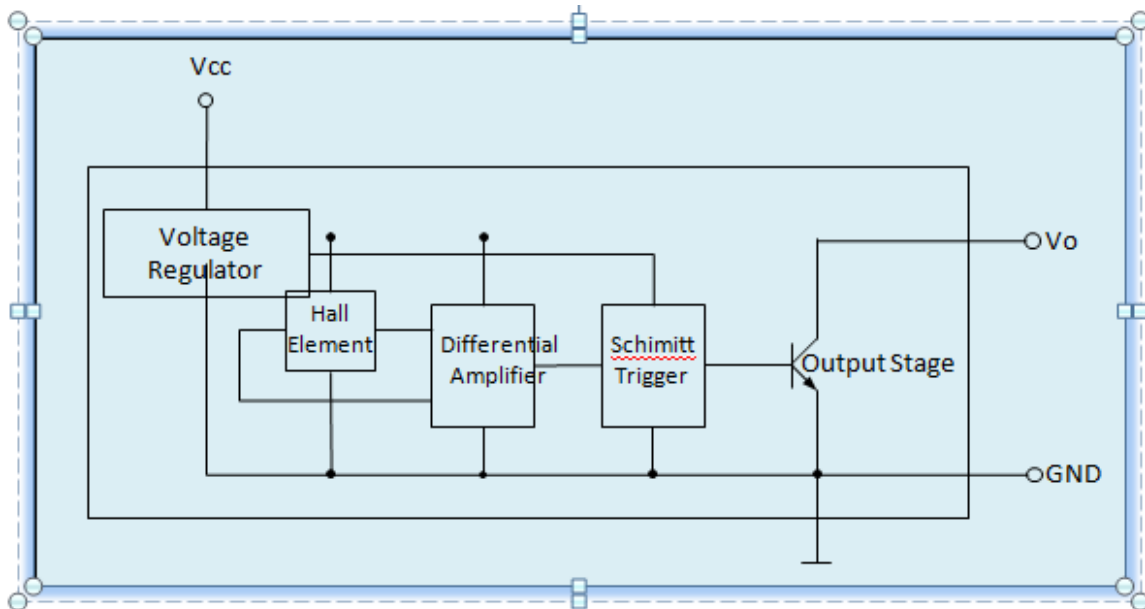 Vcc
Voltage
Regulator
Hall
Element
Differential
Amplifier
Schimitt
Trigger
Output Stage
Vo
GND